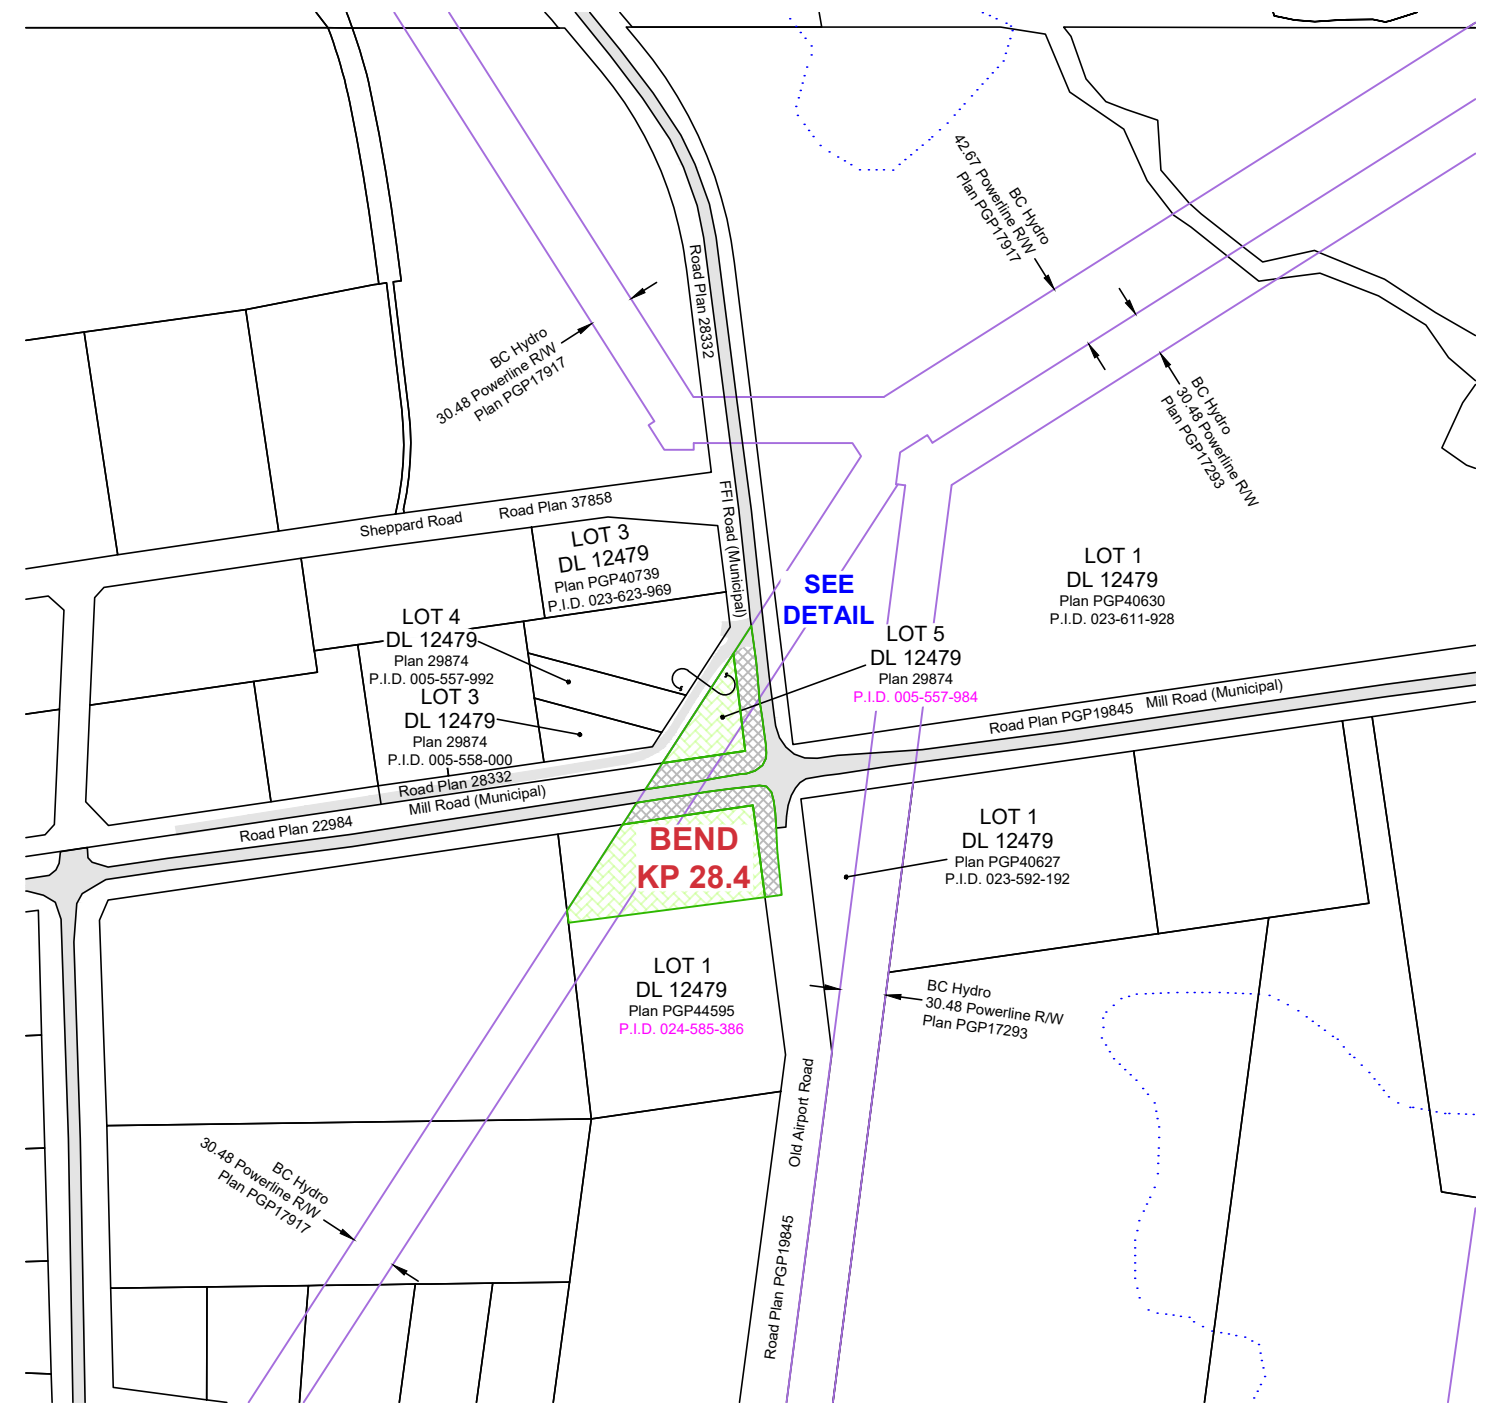 BC Hydro
42.67 Powerline R/W
Plan PGP17917
Road Plan 28332
BC Hydro
30.48 Powerline R/W
Plan PGP17917
BC Hydro
30.48 Powerline R/W
Plan PGP17293
Sheppard Road
Road Plan 37858
FFI Road (Municipal)
LOT 3
DL 12479
Plan PGP40739
P.I.D. 023-623-969
SEE
DETAIL
LOT 1
DL 12479
Plan PGP40630
P.I.D. 023-611-928
LOT 4
DL 12479
Plan 29874
P.I.D. 005-557-992
LOT 5
DL 12479
Plan 29874
P.I.D. 005-557-984
LOT 3
DL 12479
Plan 29874
P.I.D. 005-558-000
Road Plan PGP19845
Mill Road (Municipal)
Road Plan 28332
Mill Road (Municipal)
Road Plan 22984
BEND
KP 28.4
LOT 1
DL 12479
Plan PGP40627
P.I.D. 023-592-192
LOT 1
DL 12479
Plan PGP44595
P.I.D. 024-585-386
BC Hydro
30.48 Powerline R/W
Plan PGP17293
Old Airport Road
BC Hydro
30.48 Powerline R/W
Plan PGP17917
Road Plan PGP19845